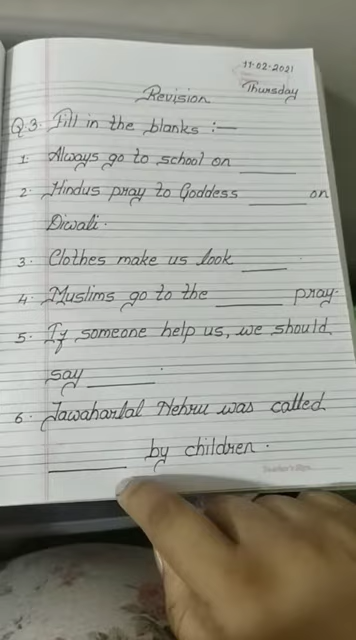 11-02-2021
Thursday
Revision
Q.3. Fill in the blanks :-
1. Always go to school on ______
2. Hindus pray to Goddess ______ on
Diwali.
3. Clothes make us look ______.
4. Muslims go to the ______ pray.
5. If someone help us, we should
say ______.
6. Jawaharlal Nehru was called
______ by children.